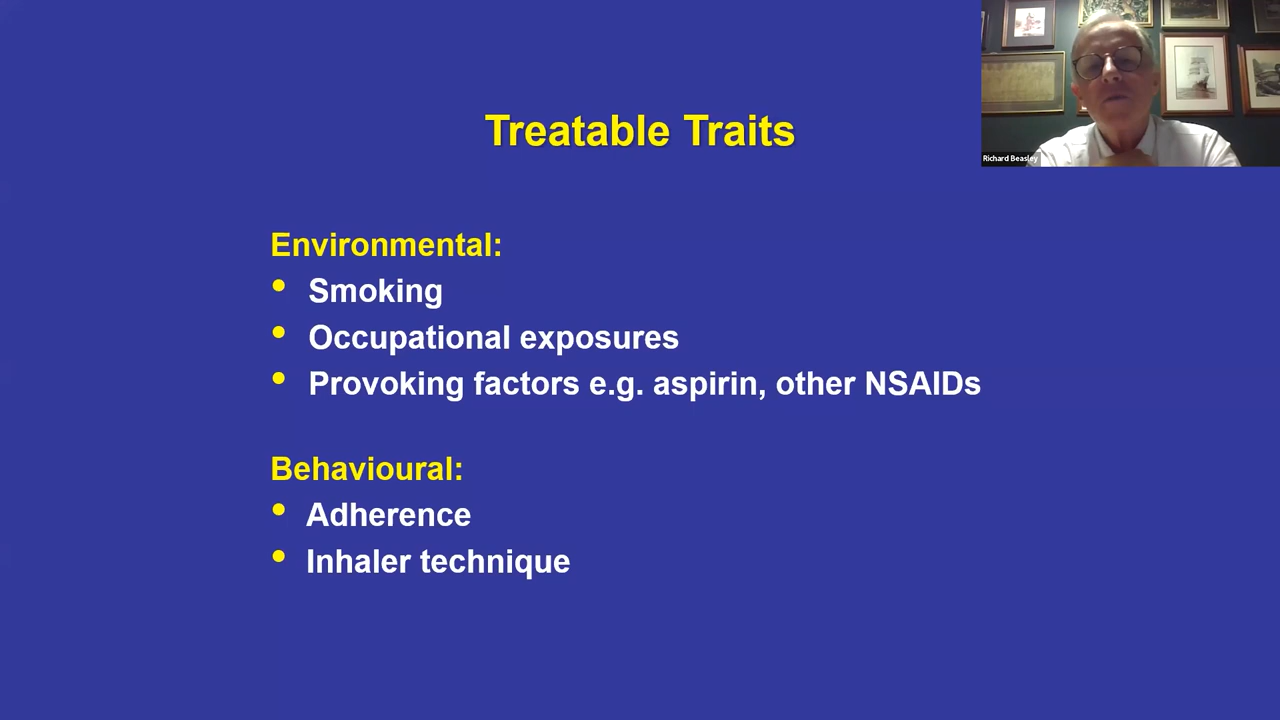 Treatable Traits
Richard Beasley
Environmental:
• Smoking
• Occupational exposures
• Provoking factors e.g. aspirin, other NSAIDs
Behavioural:
• Adherence
• Inhaler technique